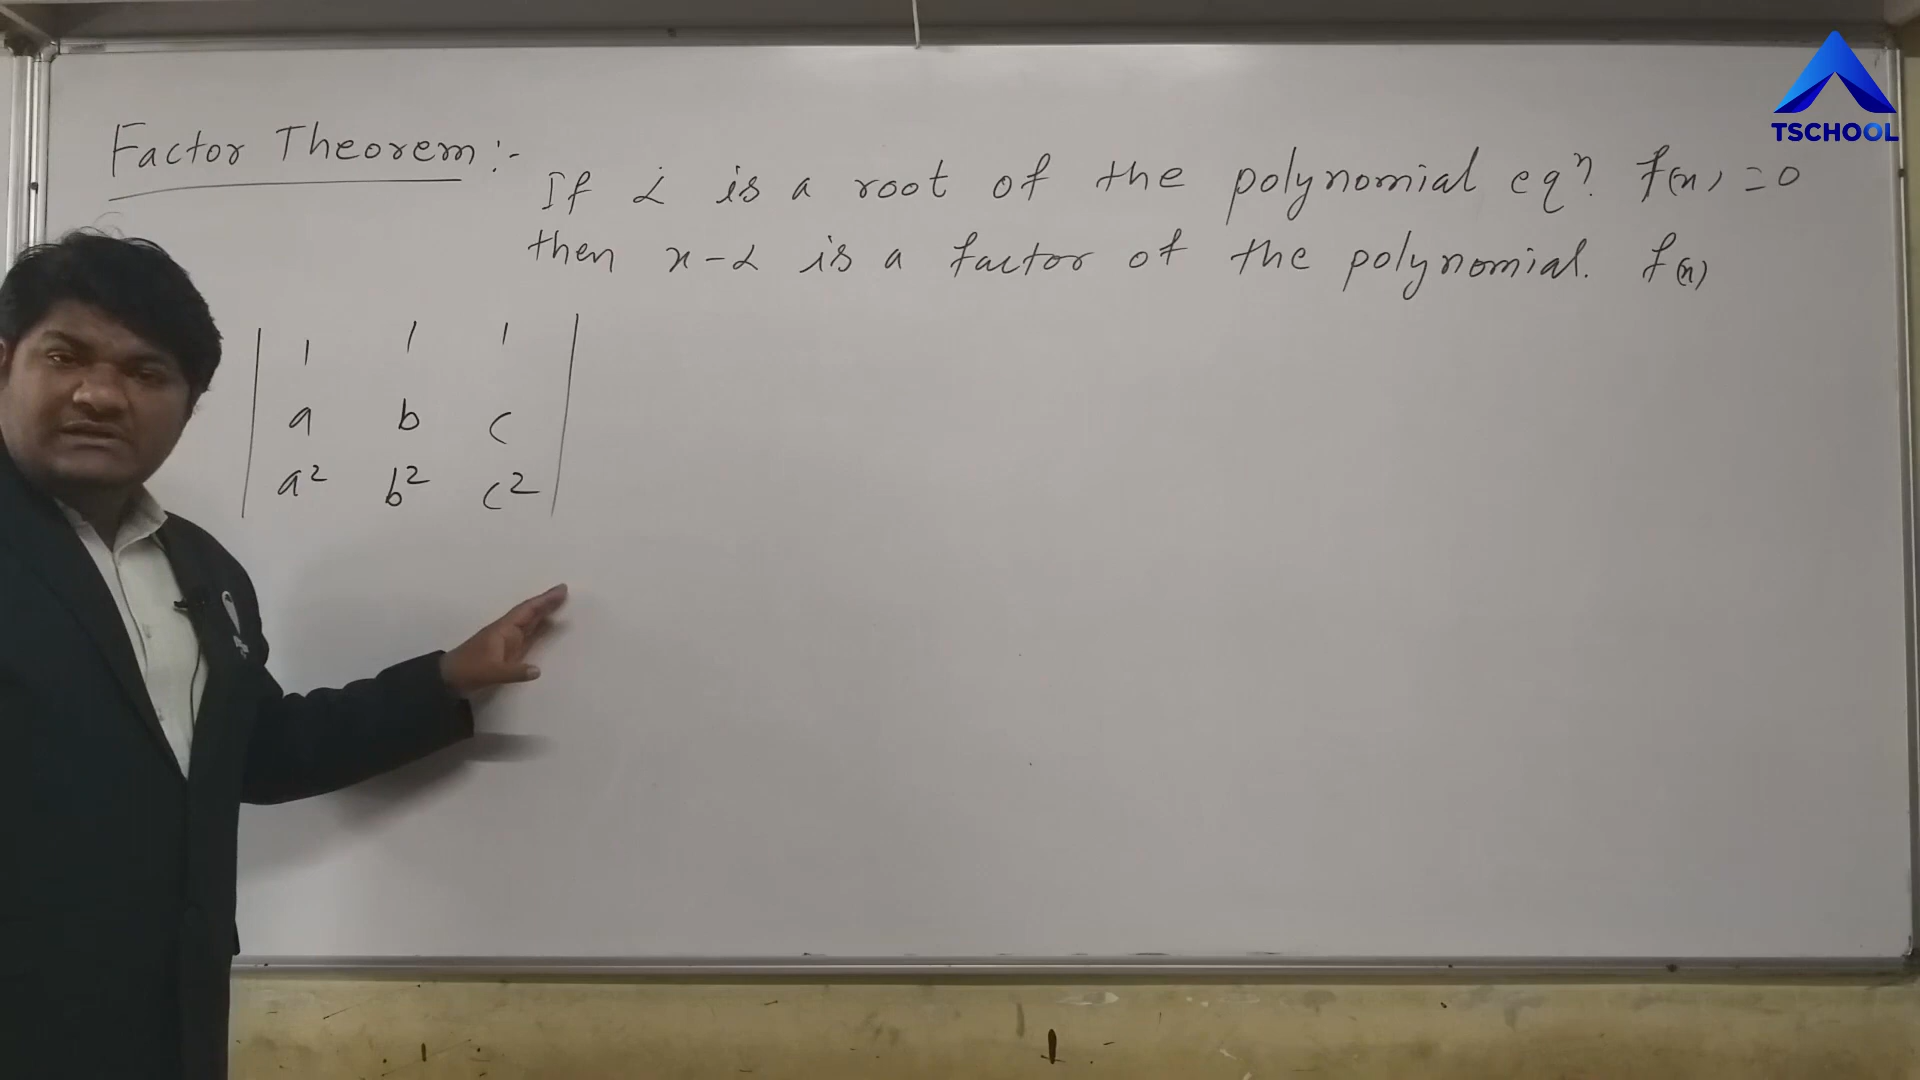 TSCHOOL
Factor Theorem :-
If α is a root of the polynomial eqⁿ. f(x) = 0
then x-α is a factor of the polynomial. f(x)
1 1 1
a b c
a² b² c²